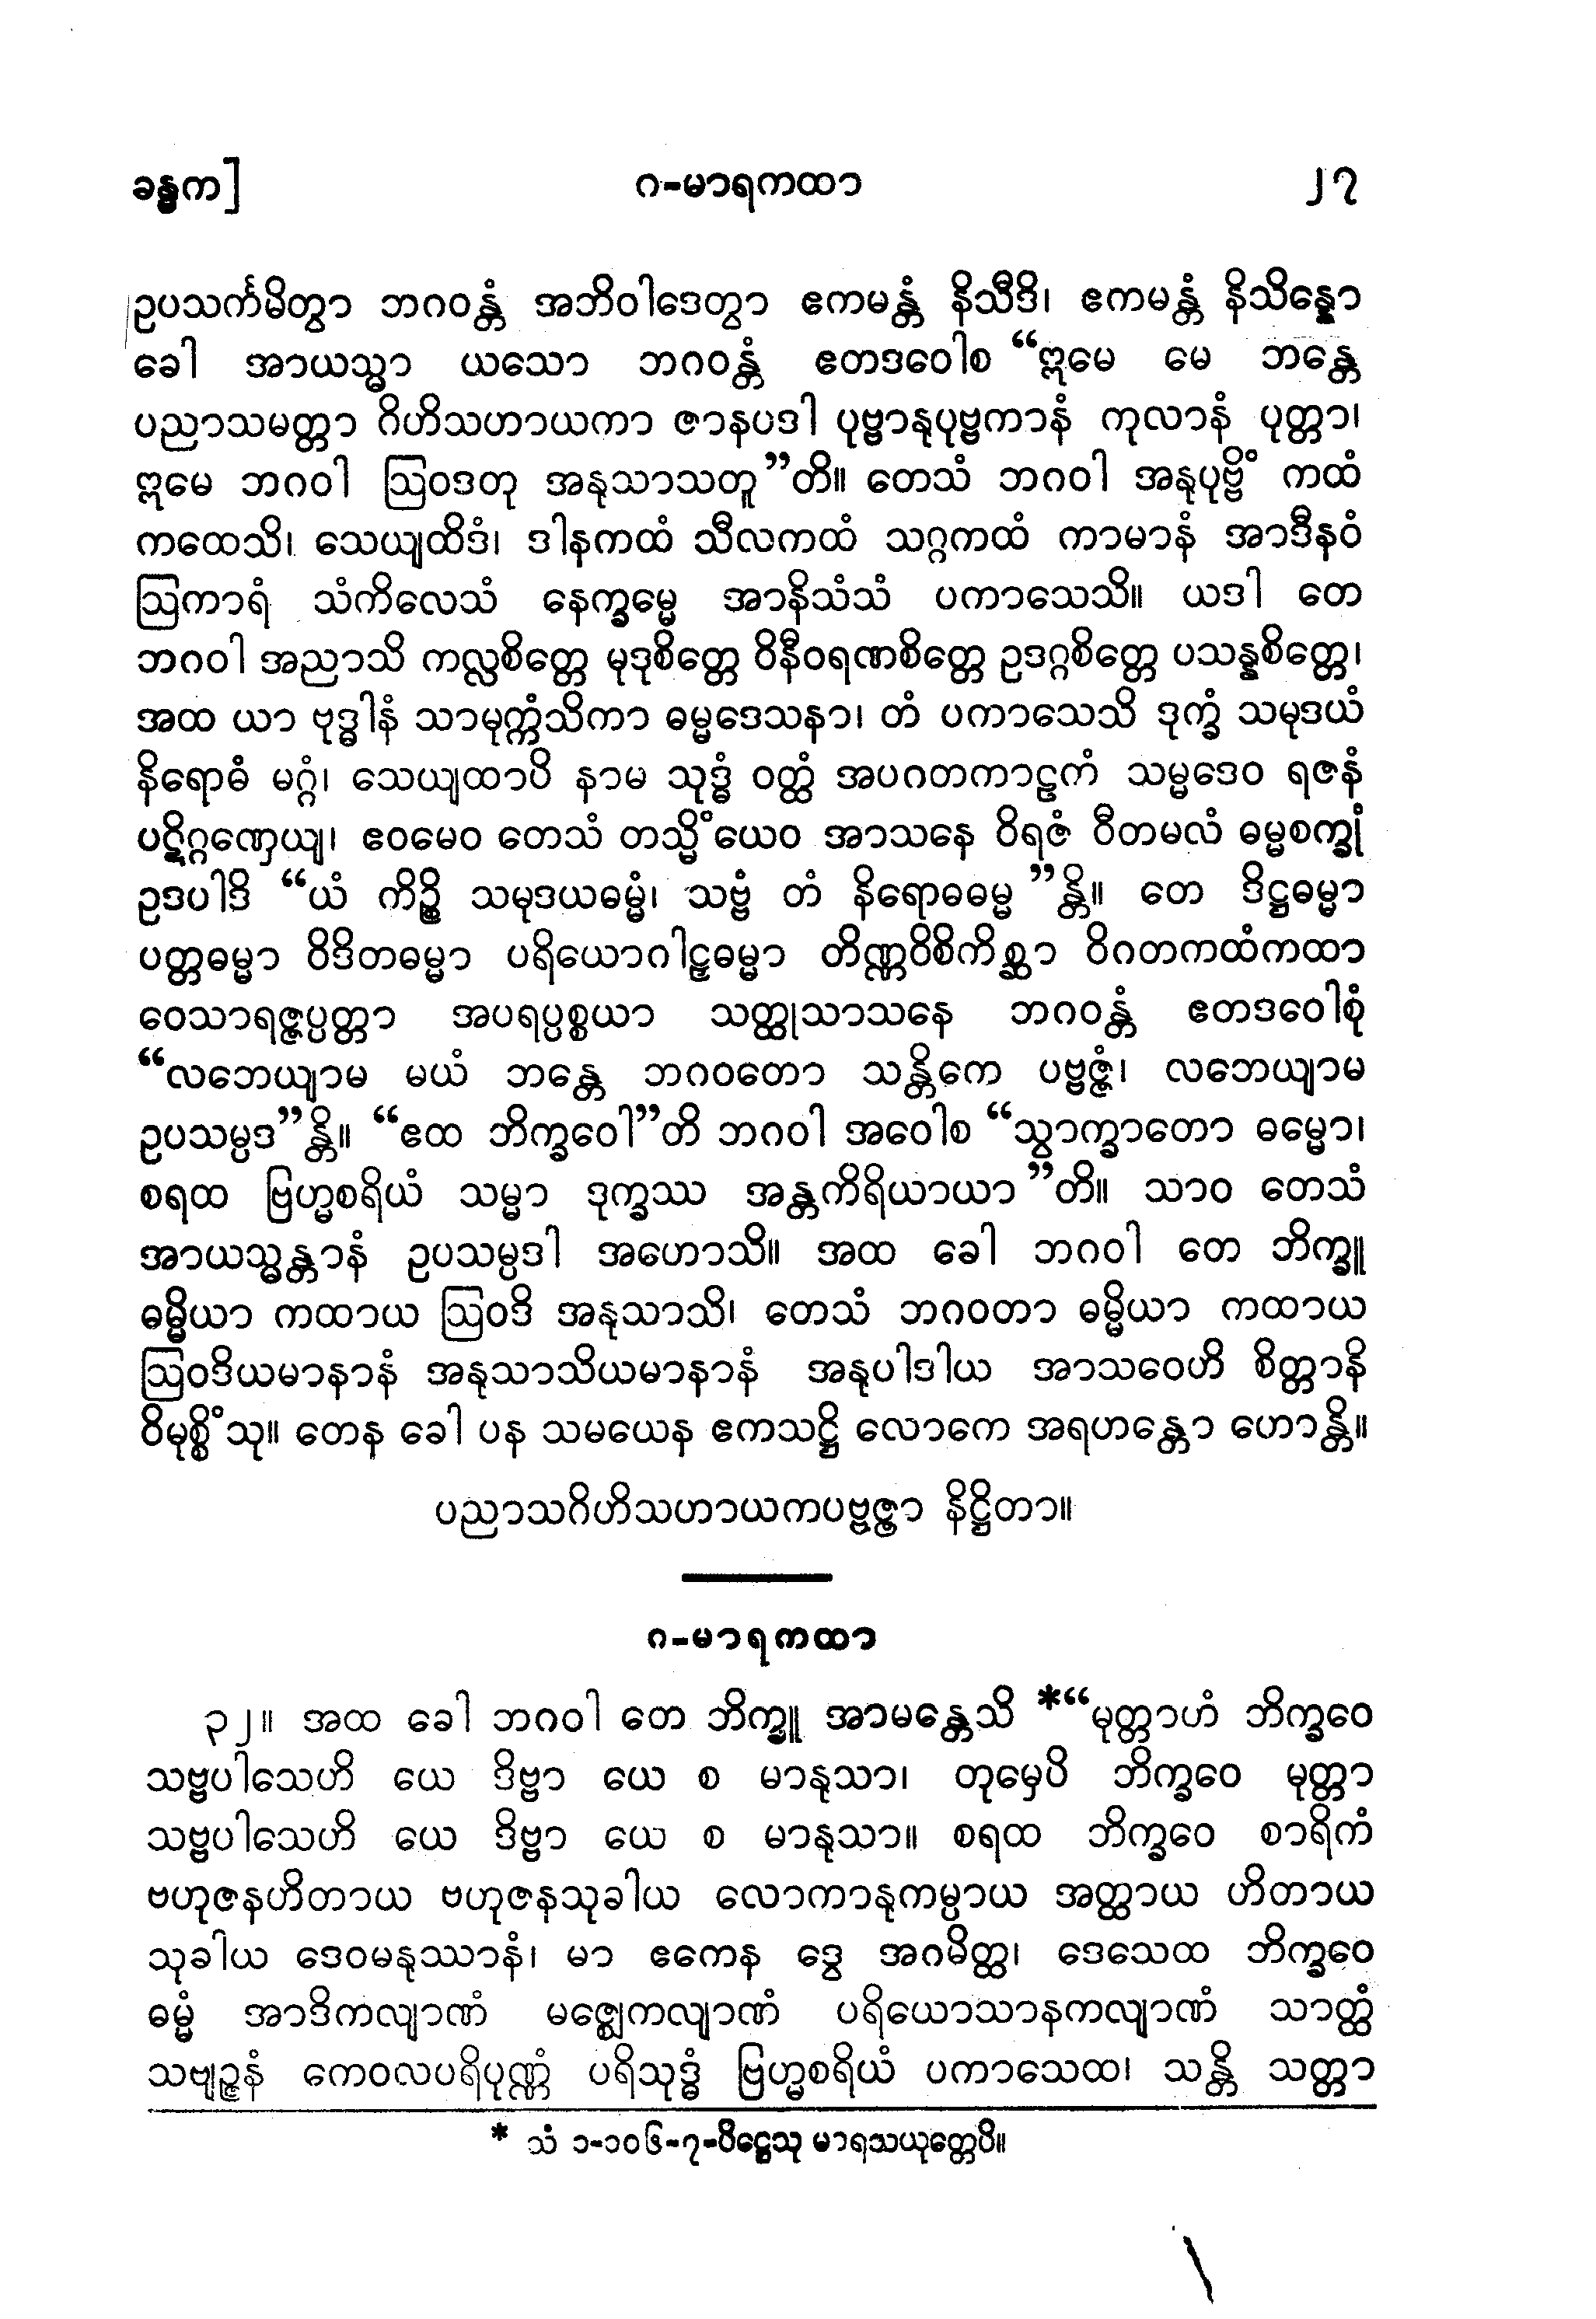 ခန္ဓက]
၈-မာရကထာ
၂၇
ဥပသင်္ကမိတွာ ဘဂဝန္တံ အဘိဝါဒေတွာ ဧကမန္တံ နိသီဒိ၊ ဧကမန္တံ နိသိန္နော
ခေါ အာယသ္မာ ယသော ဘဂဝန္တံ ဧတဒဝေါစ “ဣမေ မေ ဘန္တေ
ပညာသမတ္တာ ဂိဟိသဟာယကာ ဇာနပဒါ ပုဗ္ဗာနုပုဗ္ဗကာနံ ကုလာနံ ပုတ္တာ၊
ဣမေ ဘဂဝါ ဩဝဒတု အနုသာသတူ”တိ။ တေသံ ဘဂဝါ အနုပုဗ္ဗိံ ကထံ
ကထေသိ၊ သေယျထိဒံ၊ ဒါနကထံ သီလကထံ သဂ္ဂကထံ ကာမာနံ အာဒီနဝံ
ဩကာရံ သံကိလေသံ နေက္ခမ္မေ အာနိသံသံ ပကာသေသိ။ ယဒါ တေ
ဘဂဝါ အညာသိ ကလ္လစိတ္တေ မုဒုစိတ္တေ ဝိနီဝရဏစိတ္တေ ဥဒဂ္ဂစိတ္တေ ပသန္နစိတ္တေ၊
အထ ယာ ဗုဒ္ဓါနံ သာမုက္ကံသိကာ ဓမ္မဒေသနာ၊ တံ ပကာသေသိ ဒုက္ခံ သမုဒယံ
နိရောဓံ မဂ္ဂံ၊ သေယျထာပိ နာမ သုဒ္ဓံ ဝတ္ထံ အပဂတကာဠကံ သမ္မဒေဝ ရဇနံ
ပဋိဂ္ဂဏှေယျ၊ ဧဝမေဝ တေသံ တသ္မိံယေဝ အာသနေ ဝိရဇံ ဝီတမလံ ဓမ္မစက္ခုံ
ဥဒပါဒိ “ယံ ကိဉ္စိ သမုဒယဓမ္မံ၊ သဗ္ဗံ တံ နိရောဓဓမ္မ”န္တိ။ တေ ဒိဋ္ဌဓမ္မာ
ပတ္တဓမ္မာ ဝိဒိတဓမ္မာ ပရိယောဂါဠှဓမ္မာ တိဏ္ဏဝိစိကိစ္ဆာ ဝိဂတကထံကထာ
ဝေသာရဇ္ဇပ္ပတ္တာ အပရပ္ပစ္စယာ သတ္ထုသာသနေ ဘဂဝန္တံ ဧတဒဝေါစုံ
“လဘေယျာမ မယံ ဘန္တေ ဘဂဝတော သန္တိကေ ပဗ္ဗဇ္ဇံ၊ လဘေယျာမ
ဥပသမ္ပဒ”န္တိ။ “ဧထ ဘိက္ခဝေါ”တိ ဘဂဝါ အဝေါစ “သွာက္ခာတော ဓမ္မော၊
စရထ ဗြဟ္မစရိယံ သမ္မာ ဒုက္ခဿ အန္တကိရိယာယာ”တိ။ သာဝ တေသံ
အာယသ္မန္တာနံ ဥပသမ္ပဒါ အဟောသိ။ အထ ခေါ ဘဂဝါ တေ ဘိက္ခူ
ဓမ္မိယာ ကထာယ ဩဝဒိ အနုသာသိ၊ တေသံ ဘဂဝတာ ဓမ္မိယာ ကထာယ
ဩဝဒိယမာနာနံ အနုသာသိယမာနာနံ အနုပါဒါယ အာသဝေဟိ စိတ္တာနိ
ဝိမုစ္စိံသု။ တေန ခေါ ပန သမယေန ဧကသဋ္ဌိ လောကေ အရဟန္တော ဟောန္တိ။
ပညာသဂိဟိသဟာယကပဗ္ဗဇ္ဇာ နိဋ္ဌိတာ။
၈-မာရကထာ
၃၂။ အထ ခေါ ဘဂဝါ တေ ဘိက္ခူ အာမန္တေသိ *“မုတ္တာဟံ ဘိက္ခဝေ
သဗ္ဗပါသေဟိ ယေ ဒိဗ္ဗာ ယေ စ မာနုသာ၊ တုမှေပိ ဘိက္ခဝေ မုတ္တာ
သဗ္ဗပါသေဟိ ယေ ဒိဗ္ဗာ ယေ စ မာနုသာ။ စရထ ဘိက္ခဝေ စာရိကံ
ဗဟုဇနဟိတာယ ဗဟုဇနသုခါယ လောကာနုကမ္ပာယ အတ္ထာယ ဟိတာယ
သုခါယ ဒေဝမနုဿာနံ၊ မာ ဧကေန ဒွေ အဂမိတ္ထ၊ ဒေသေထ ဘိက္ခဝေ
ဓမ္မံ အာဒိကလျာဏံ မဇ္ဈေကလျာဏံ ပရိယောသာနကလျာဏံ သာတ္ထံ
သဗျဉ္ဇနံ ကေဝလပရိပုဏ္ဏံ ပရိသုဒ္ဓံ ဗြဟ္မစရိယံ ပကာသေထ၊ သန္တိ သတ္တာ
* သံ ၁-၁၀၆-၇-ပိဋ္ဌေသု မာရသယုတ္တေပိ။